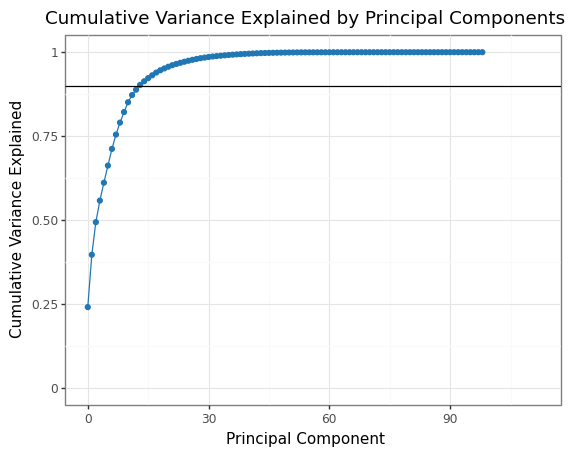 Cumulative Variance Explained by Principal Components
1
0.75
0.50
0.25
0
0 30 60 90
Cumulative Variance Explained
Principal Component